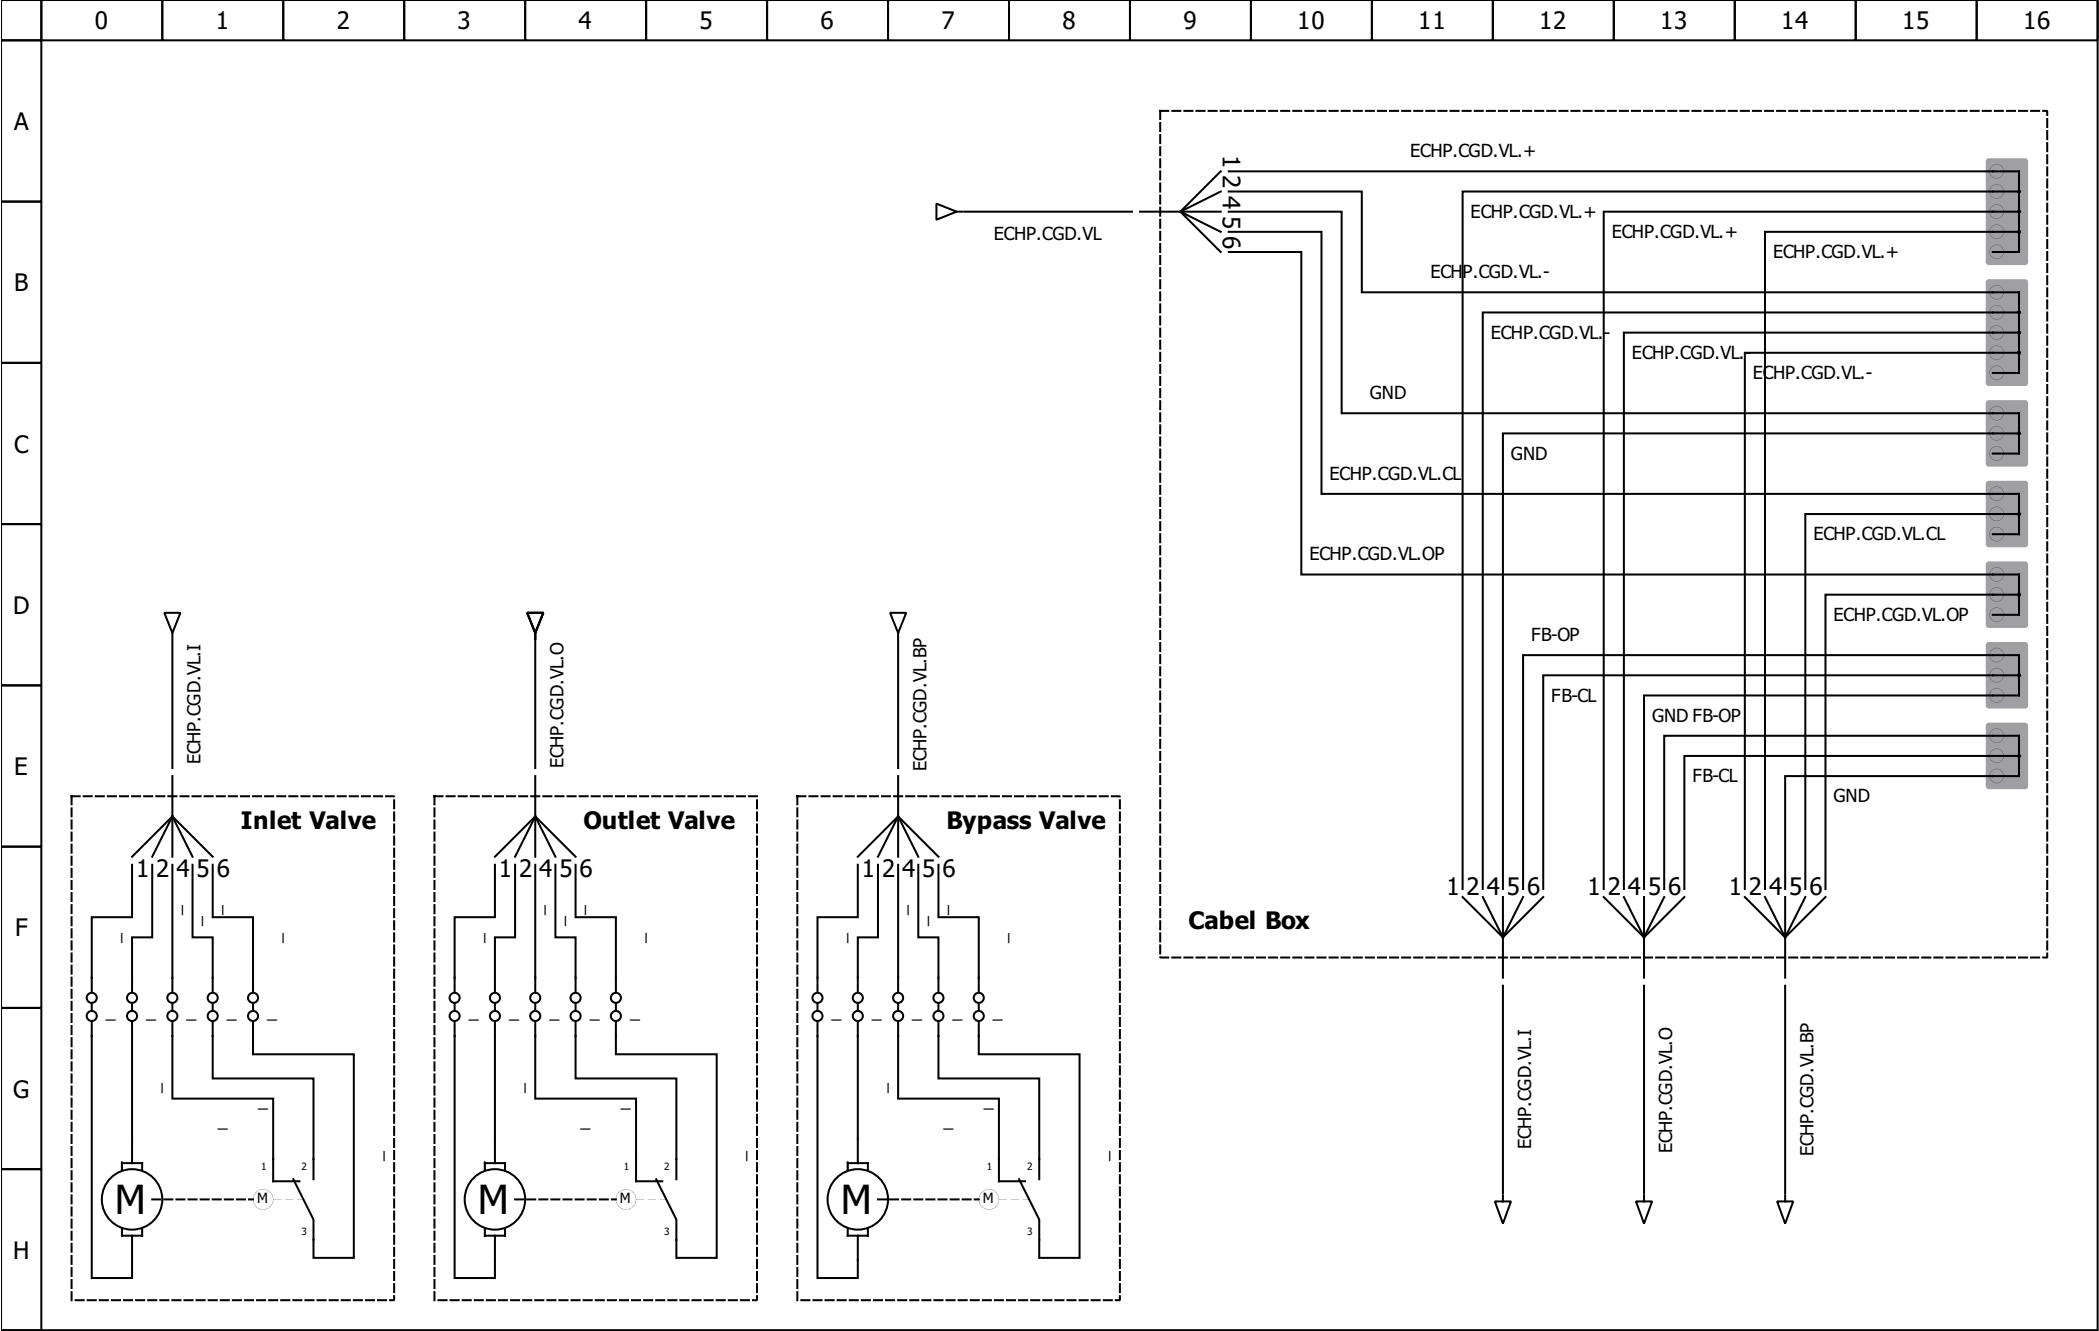 0 1 2 3 4 5 6 7 8 9 10 11 12 13 14 15 16
A
B
C
D
E
F
G
H
ECHP.CGD.VL
1
2
4
5
6
ECHP.CGD.VL.+
ECHP.CGD.VL.+
ECHP.CGD.VL.+
ECHP.CGD.VL.+
ECHP.CGD.VL.-
ECHP.CGD.VL.-
ECHP.CGD.VL.
ECHP.CGD.VL.-
GND
GND
ECHP.CGD.VL.CL
ECHP.CGD.VL.CL
ECHP.CGD.VL.OP
ECHP.CGD.VL.OP
FB-OP
FB-CL
GND FB-OP
FB-CL
GND
1 2 4 5 6
1 2 4 5 6
1 2 4 5 6
Cabel Box
ECHP.CGD.VL.I
ECHP.CGD.VL.O
ECHP.CGD.VL.BP
ECHP.CGD.VL.I
Inlet Valve
1 2 4 5 6
1 2
M M
3
ECHP.CGD.VL.O
Outlet Valve
1 2 4 5 6
1 2
M M
3
ECHP.CGD.VL.BP
Bypass Valve
1 2 4 5 6
1 2
M M
3